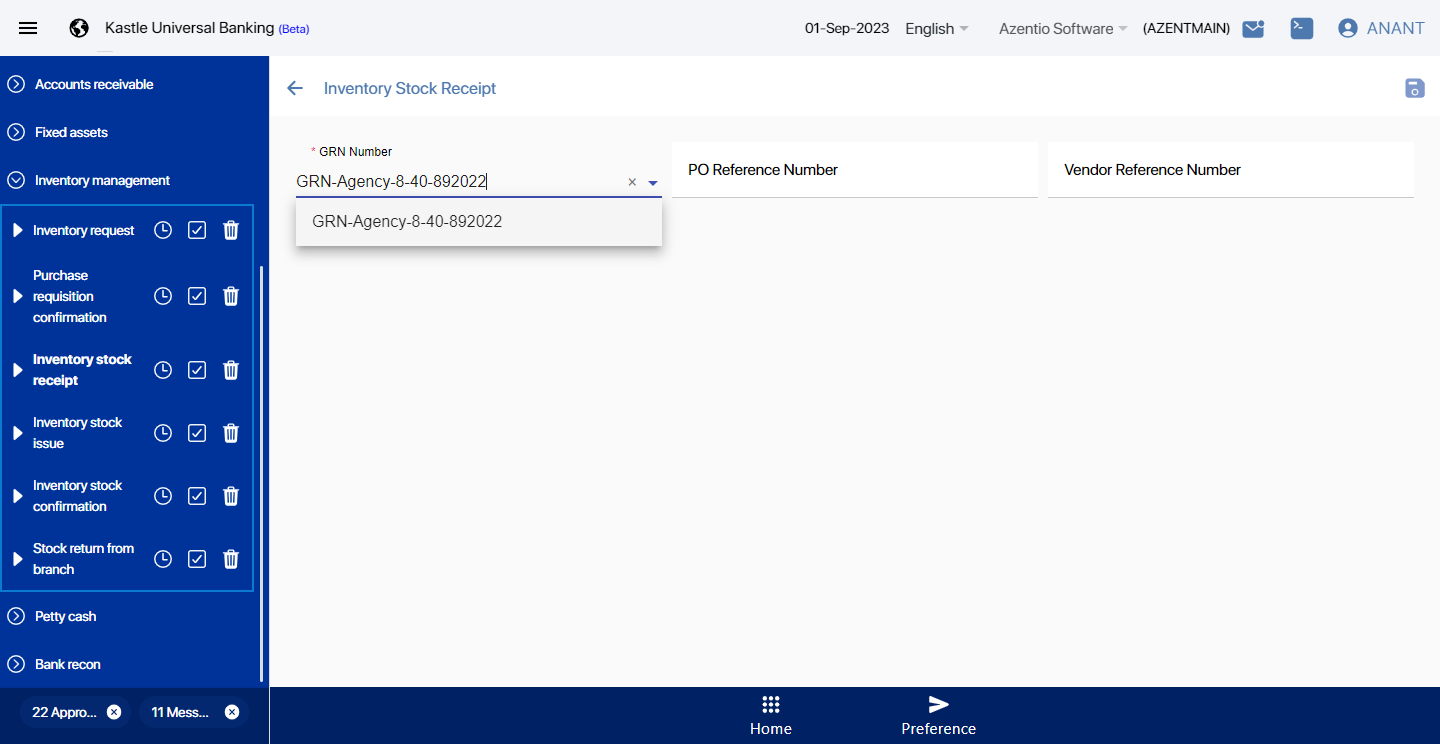 Kastle Universal Banking (Beta)
01-Sep-2023
English
Azentio Software
(AZENTMAIN)
ANANT
Accounts receivable
Fixed assets
Inventory management
Inventory request
Purchase
requisition
confirmation
Inventory stock
receipt
Inventory stock
issue
Inventory stock
confirmation
Stock return from
branch
Petty cash
Bank recon
22 Appro...
11 Mess...
Inventory Stock Receipt
* GRN Number
GRN-Agency-8-40-892022
GRN-Agency-8-40-892022
PO Reference Number
Vendor Reference Number
Home
Preference